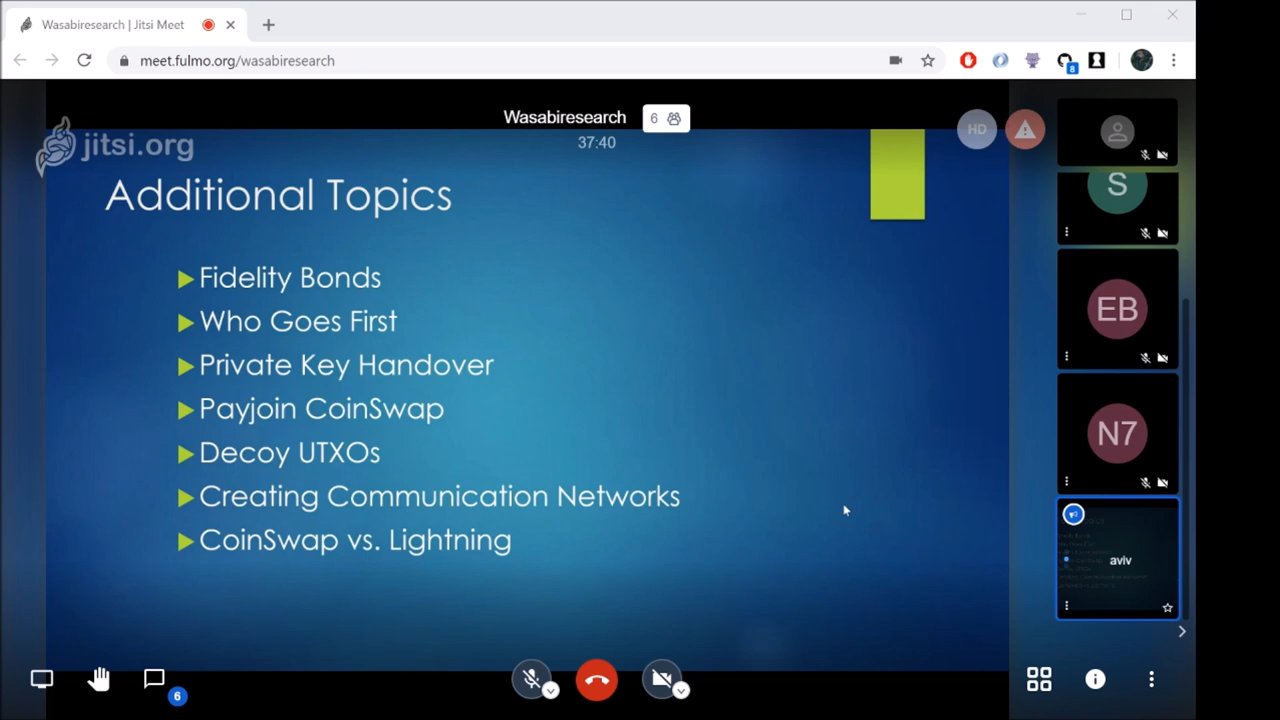 Wasabiresearch | Jitsi Meet
meet.fulmo.org/wasabiresearch
8
Wasabiresearch 6
37:40
HD
jitsi.org
Additional Topics
Fidelity Bonds
Who Goes First
Private Key Handover
Payjoin CoinSwap
Decoy UTXOs
Creating Communication Networks
CoinSwap vs. Lightning
S
EB
N7
aviv
6